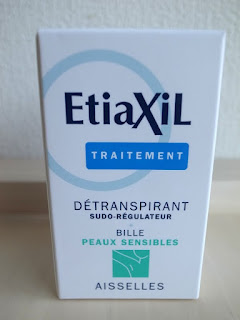 EtiaXiL
TRAITEMENT
DÉTRANSPIRANT
SUDO-RÉGULATEUR
BILLE
PEAUX SENSIBLES
AISSELLES